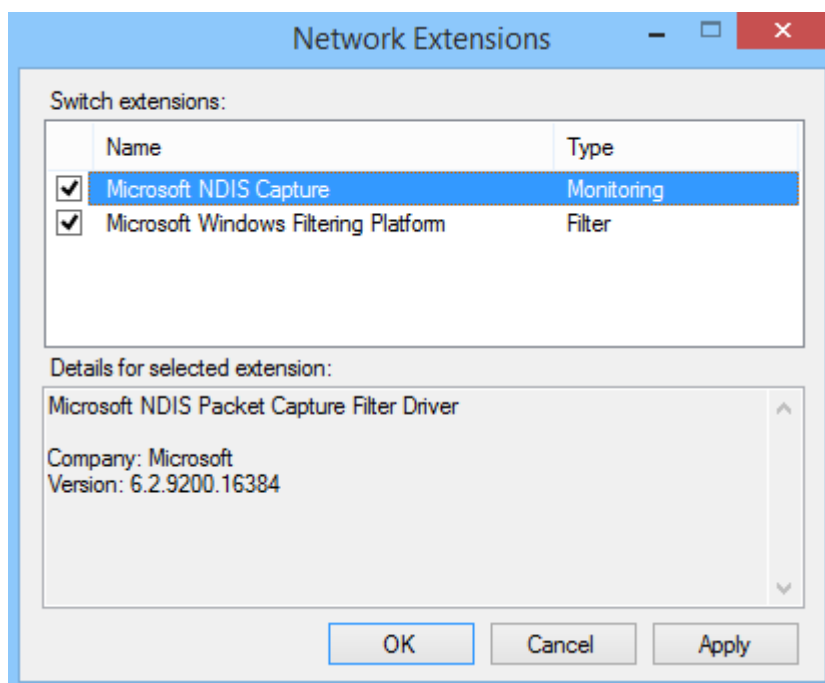 Network Extensions
Switch extensions:
Name Type
Microsoft NDIS Capture Monitoring
Microsoft Windows Filtering Platform Filter
Details for selected extension:
Microsoft NDIS Packet Capture Filter Driver
Company: Microsoft
Version: 6.2.9200.16384
OK Cancel Apply